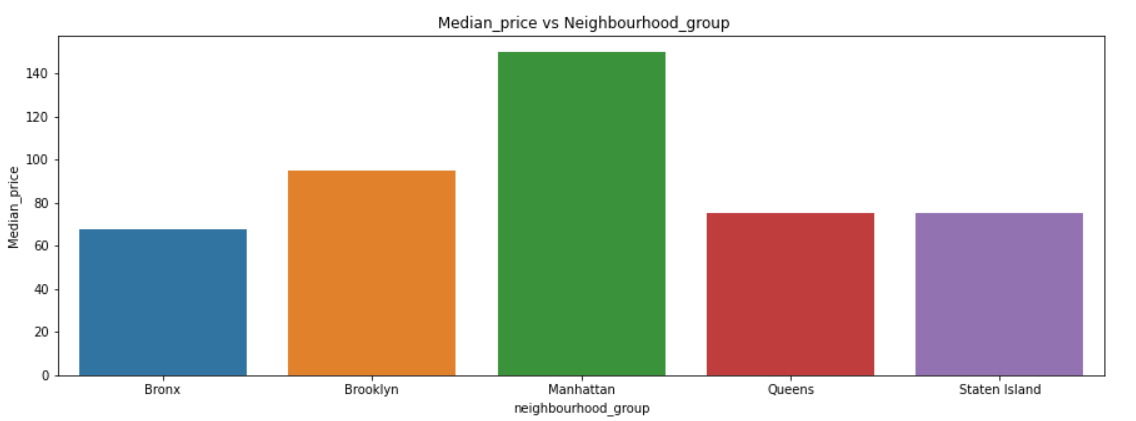 Median_price vs Neighbourhood_group
Median_price
140
120
100
80
60
40
20
0
Bronx Brooklyn Manhattan Queens Staten Island
neighbourhood_group